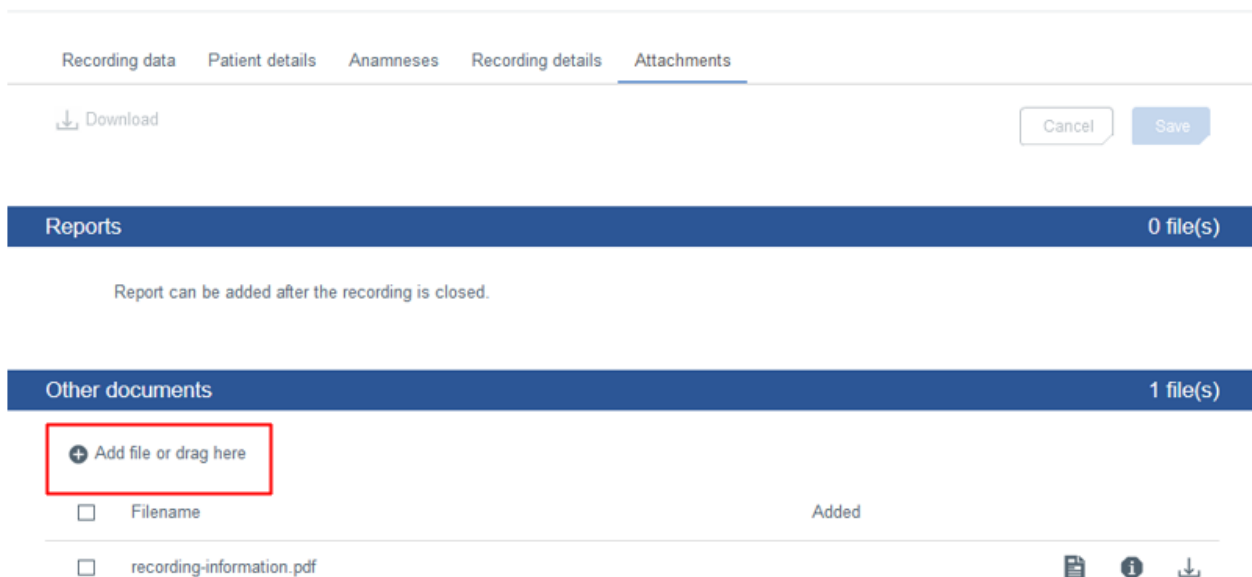 Recording data Patient details Anamneses Recording details Attachments
Download Cancel Save
Reports 0 file(s)
Report can be added after the recording is closed.
Other documents 1 file(s)
Add file or drag here
Filename Added
recording-information.pdf